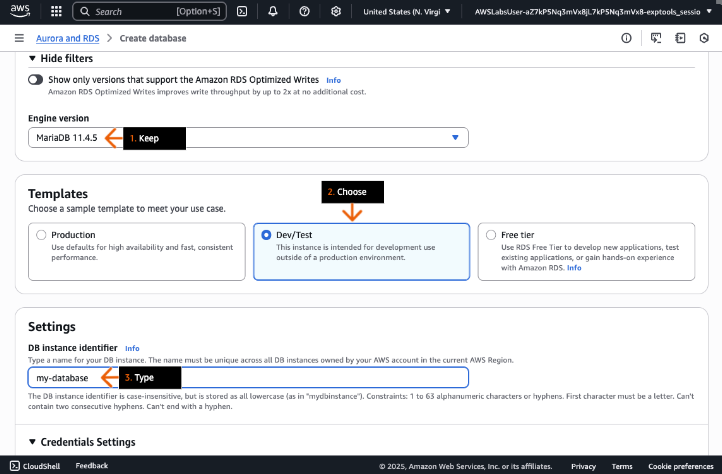 aws Search [Option+S] United States (N. Virgi AWSLabsUser-aZ7kP5Nq3mVx8jL7kP5Nq3mVx8-exptools_sessio
Aurora and RDS > Create database
Hide filters
Show only versions that support the Amazon RDS Optimized Writes Info
Amazon RDS Optimized Writes improves write throughput by up to 2x at no additional cost.
Engine version
MariaDB 11.4.5
1. Keep
Templates
Choose a sample template to meet your use case.
2. Choose
Production
Use defaults for high availability and fast, consistent
performance.
Dev/Test
This instance is intended for development use
outside of a production environment.
Free tier
Use RDS Free Tier to develop new applications, test
existing applications, or gain hands-on experience
with Amazon RDS. Info
Settings
DB instance identifier Info
Type a name for your DB instance. The name must be unique across all DB instances owned by your AWS account in the current AWS Region.
my-database
3. Type
The DB instance identifier is case-insensitive, but is stored as all lowercase (as in "mydbinstance"). Constraints: 1 to 63 alphanumeric characters or hyphens. First character must be a letter. Can't
contain two consecutive hyphens. Can't end with a hyphen.
Credentials Settings
CloudShell Feedback © 2025, Amazon Web Services, Inc. or its affiliates. Privacy Terms Cookie preferences